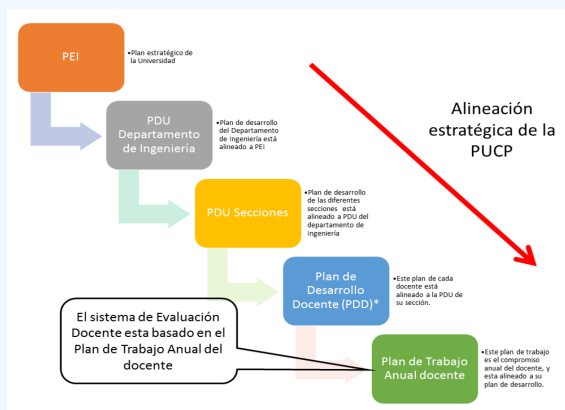 PEI
•Plan estratégico de
la Universidad
Alineación
estratégica de la
PUCP
PDU
Departamento
de Ingeniería
•Plan de desarrollo
del Departamento
de Ingeniería está
alineado a PEI
PDU Secciones
•Plan de desarrollo
de las diferentes
secciones está
alineado a PDU del
departamento de
Ingeniería
Plan de
Desarrollo
Docente (PDD)*
•Este plan de cada
docente está
alineado a la PDU de
su sección.
El sistema de Evaluación
Docente esta basado en el
Plan de Trabajo Anual del
docente
Plan de Trabajo
Anual docente
•Este plan de trabajo
es el compromiso
anual del docente, y
esta alineado a su
plan de desarrollo.